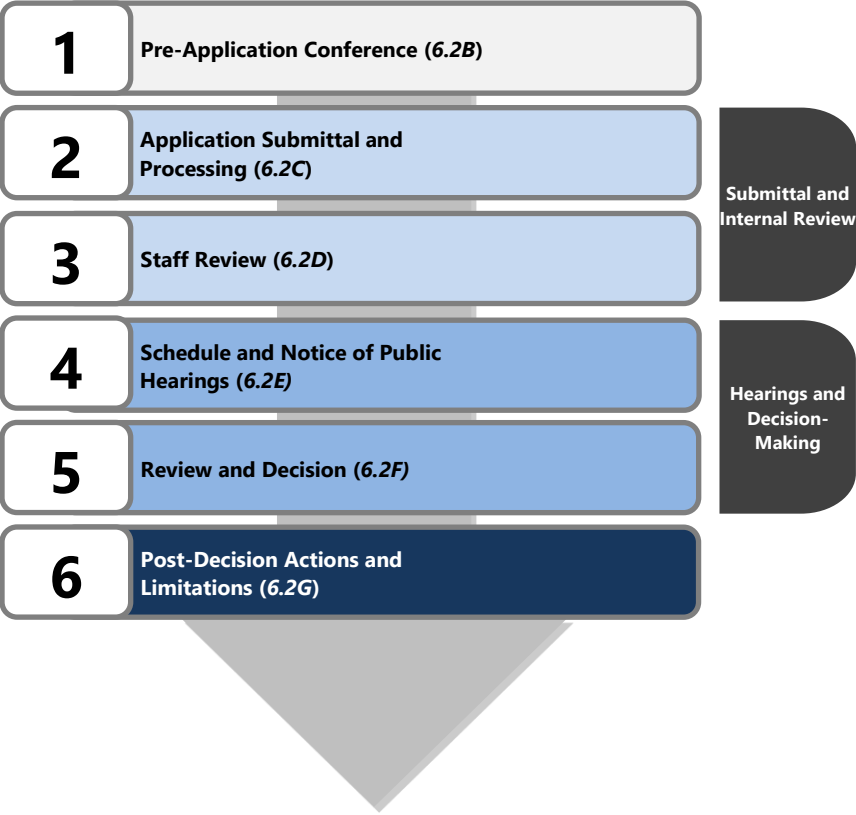 1
Pre-Application Conference (6.2B)
2
Application Submittal and
Processing (6.2C)
3
Staff Review (6.2D)
Submittal and
Internal Review
4
Schedule and Notice of Public
Hearings (6.2E)
5
Review and Decision (6.2F)
Hearings and
Decision-
Making
6
Post-Decision Actions and
Limitations (6.2G)